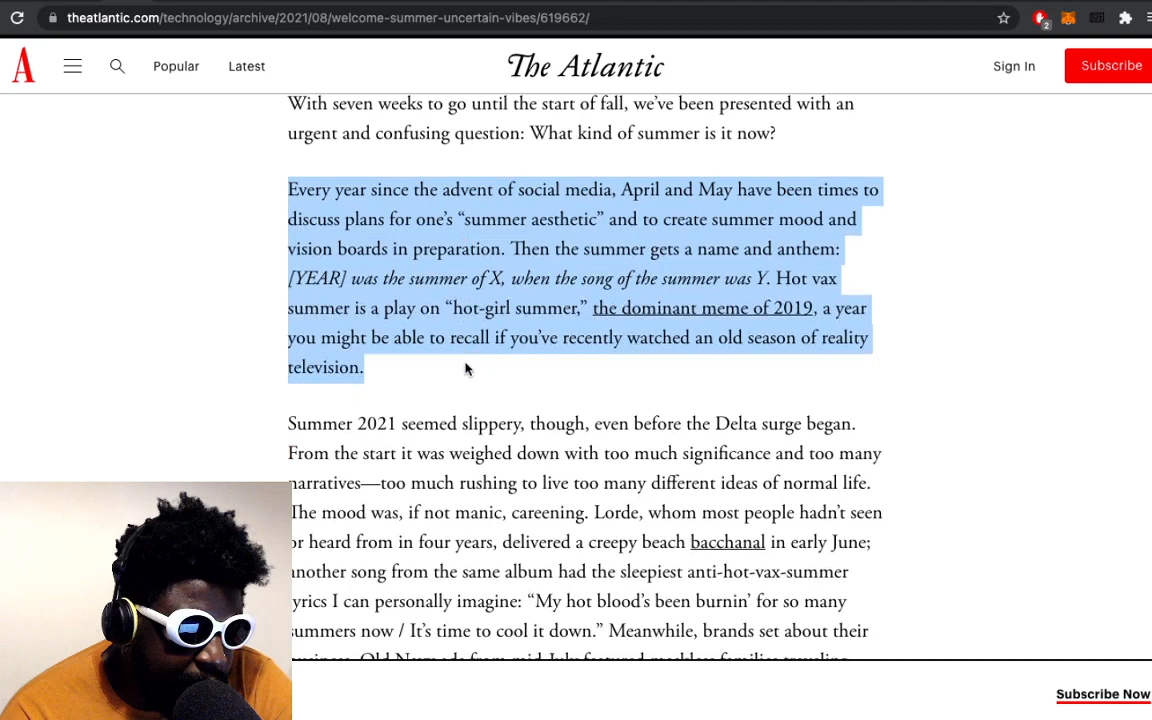 theatlantic.com/technology/archive/2021/08/welcome-summer-uncertain-vibes/619662/
2
A
Popular
Latest
The Atlantic
Sign In
Subscribe
With seven weeks to go until the start of fall, we’ve been presented with an
urgent and confusing question: What kind of summer is it now?
Every year since the advent of social media, April and May have been times to
discuss plans for one’s “summer aesthetic” and to create summer mood and
vision boards in preparation. Then the summer gets a name and anthem:
[YEAR] was the summer of X, when the song of the summer was Y. Hot vax
summer is a play on “hot-girl summer,” the dominant meme of 2019, a year
you might be able to recall if you’ve recently watched an old season of reality
television.
Summer 2021 seemed slippery, though, even before the Delta surge began.
From the start it was weighed down with too much significance and too many
narratives—too much rushing to live too many different ideas of normal life.
The mood was, if not manic, careening. Lorde, whom most people hadn’t seen
or heard from in four years, delivered a creepy beach bacchanal in early June;
another song from the same album had the sleepiest anti-hot-vax-summer
lyrics I can personally imagine: “My hot blood’s been burnin’ for so many
summers now / It’s time to cool it down.” Meanwhile, brands set about their
Subscribe Now